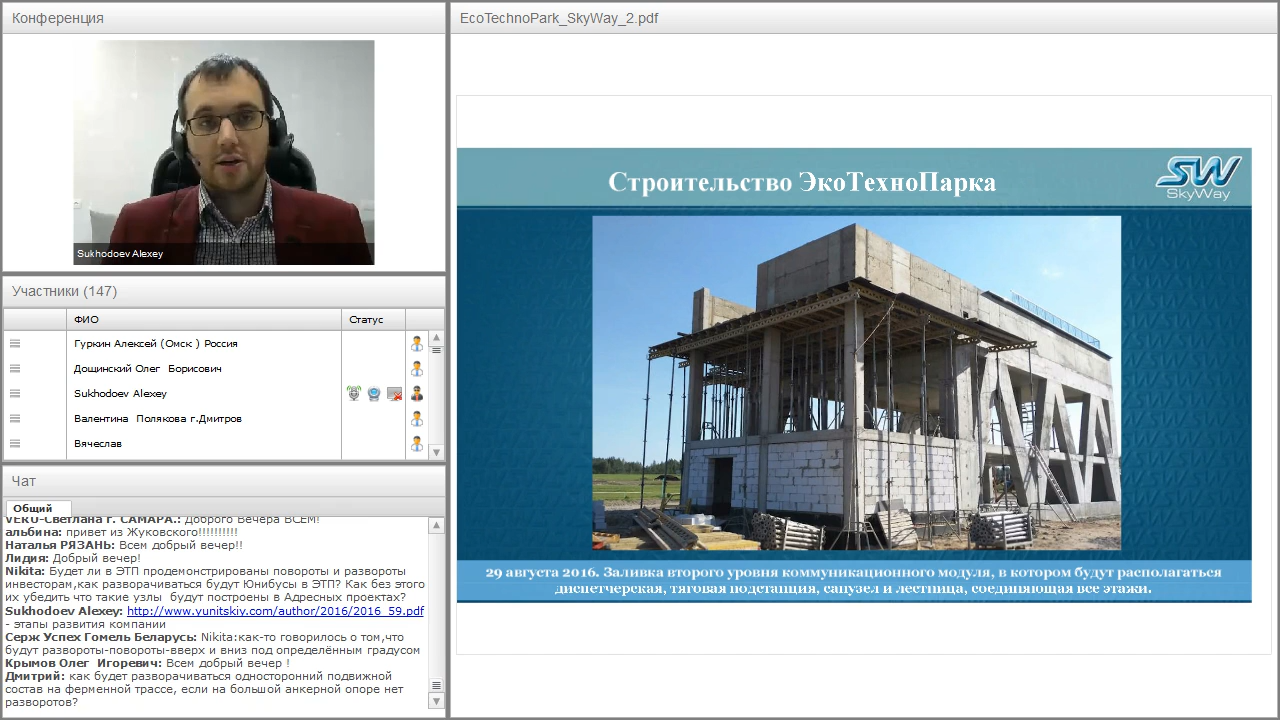 Конференция
Sukhodoev Alexey
Участники (147)
ФИО
Статус
Гуркин Алексей (Омск ) Россия
Дощинский Олег Борисович
Sukhodoev Alexey
Валентина Полякова г.Дмитров
Вячеслав
Чат
Общий
VERO-Светлана г. САМАРА.: Доброго Вечера ВСЕМ!
альбина: привет из Жуковского!!!!!!!!!!
Наталья РЯЗАНЬ: Всем добрый вечер!!
Лидия: Добрый вечер!
Nikita: Будет ли в ЭТП продемонстрированы повороты и развороты
инвесторам,как разворачиваться будут Юнибусы в ЭТП? Как без этого
их убедить что такие узлы будут построены в Адресных проектах?
Sukhodoev Alexey: http://www.yunitskiy.com/author/2016/2016_59.pdf
- этапы развития компании
Серж Успех Гомель Беларусь: Nikita:как-то говорилось о том,что
будут развороты-повороты-вверх и вниз под определённым градусом
Крымов Олег Игоревич: Всем добрый вечер !
Дмитрий: как будет разворачиваться односторонний подвижной
состав на ферменной трассе, если на большой анкерной опоре нет
разворотов?
EcoTechnoPark_SkyWay_2.pdf
Строительство ЭкоТехноПарка
SW
SkyWay
29 августа 2016. Заливка второго уровня коммуникационного модуля, в котором будут располагаться
диспетчерская, тяговая подстанция, санузел и лестница, соединяющая все этажи.